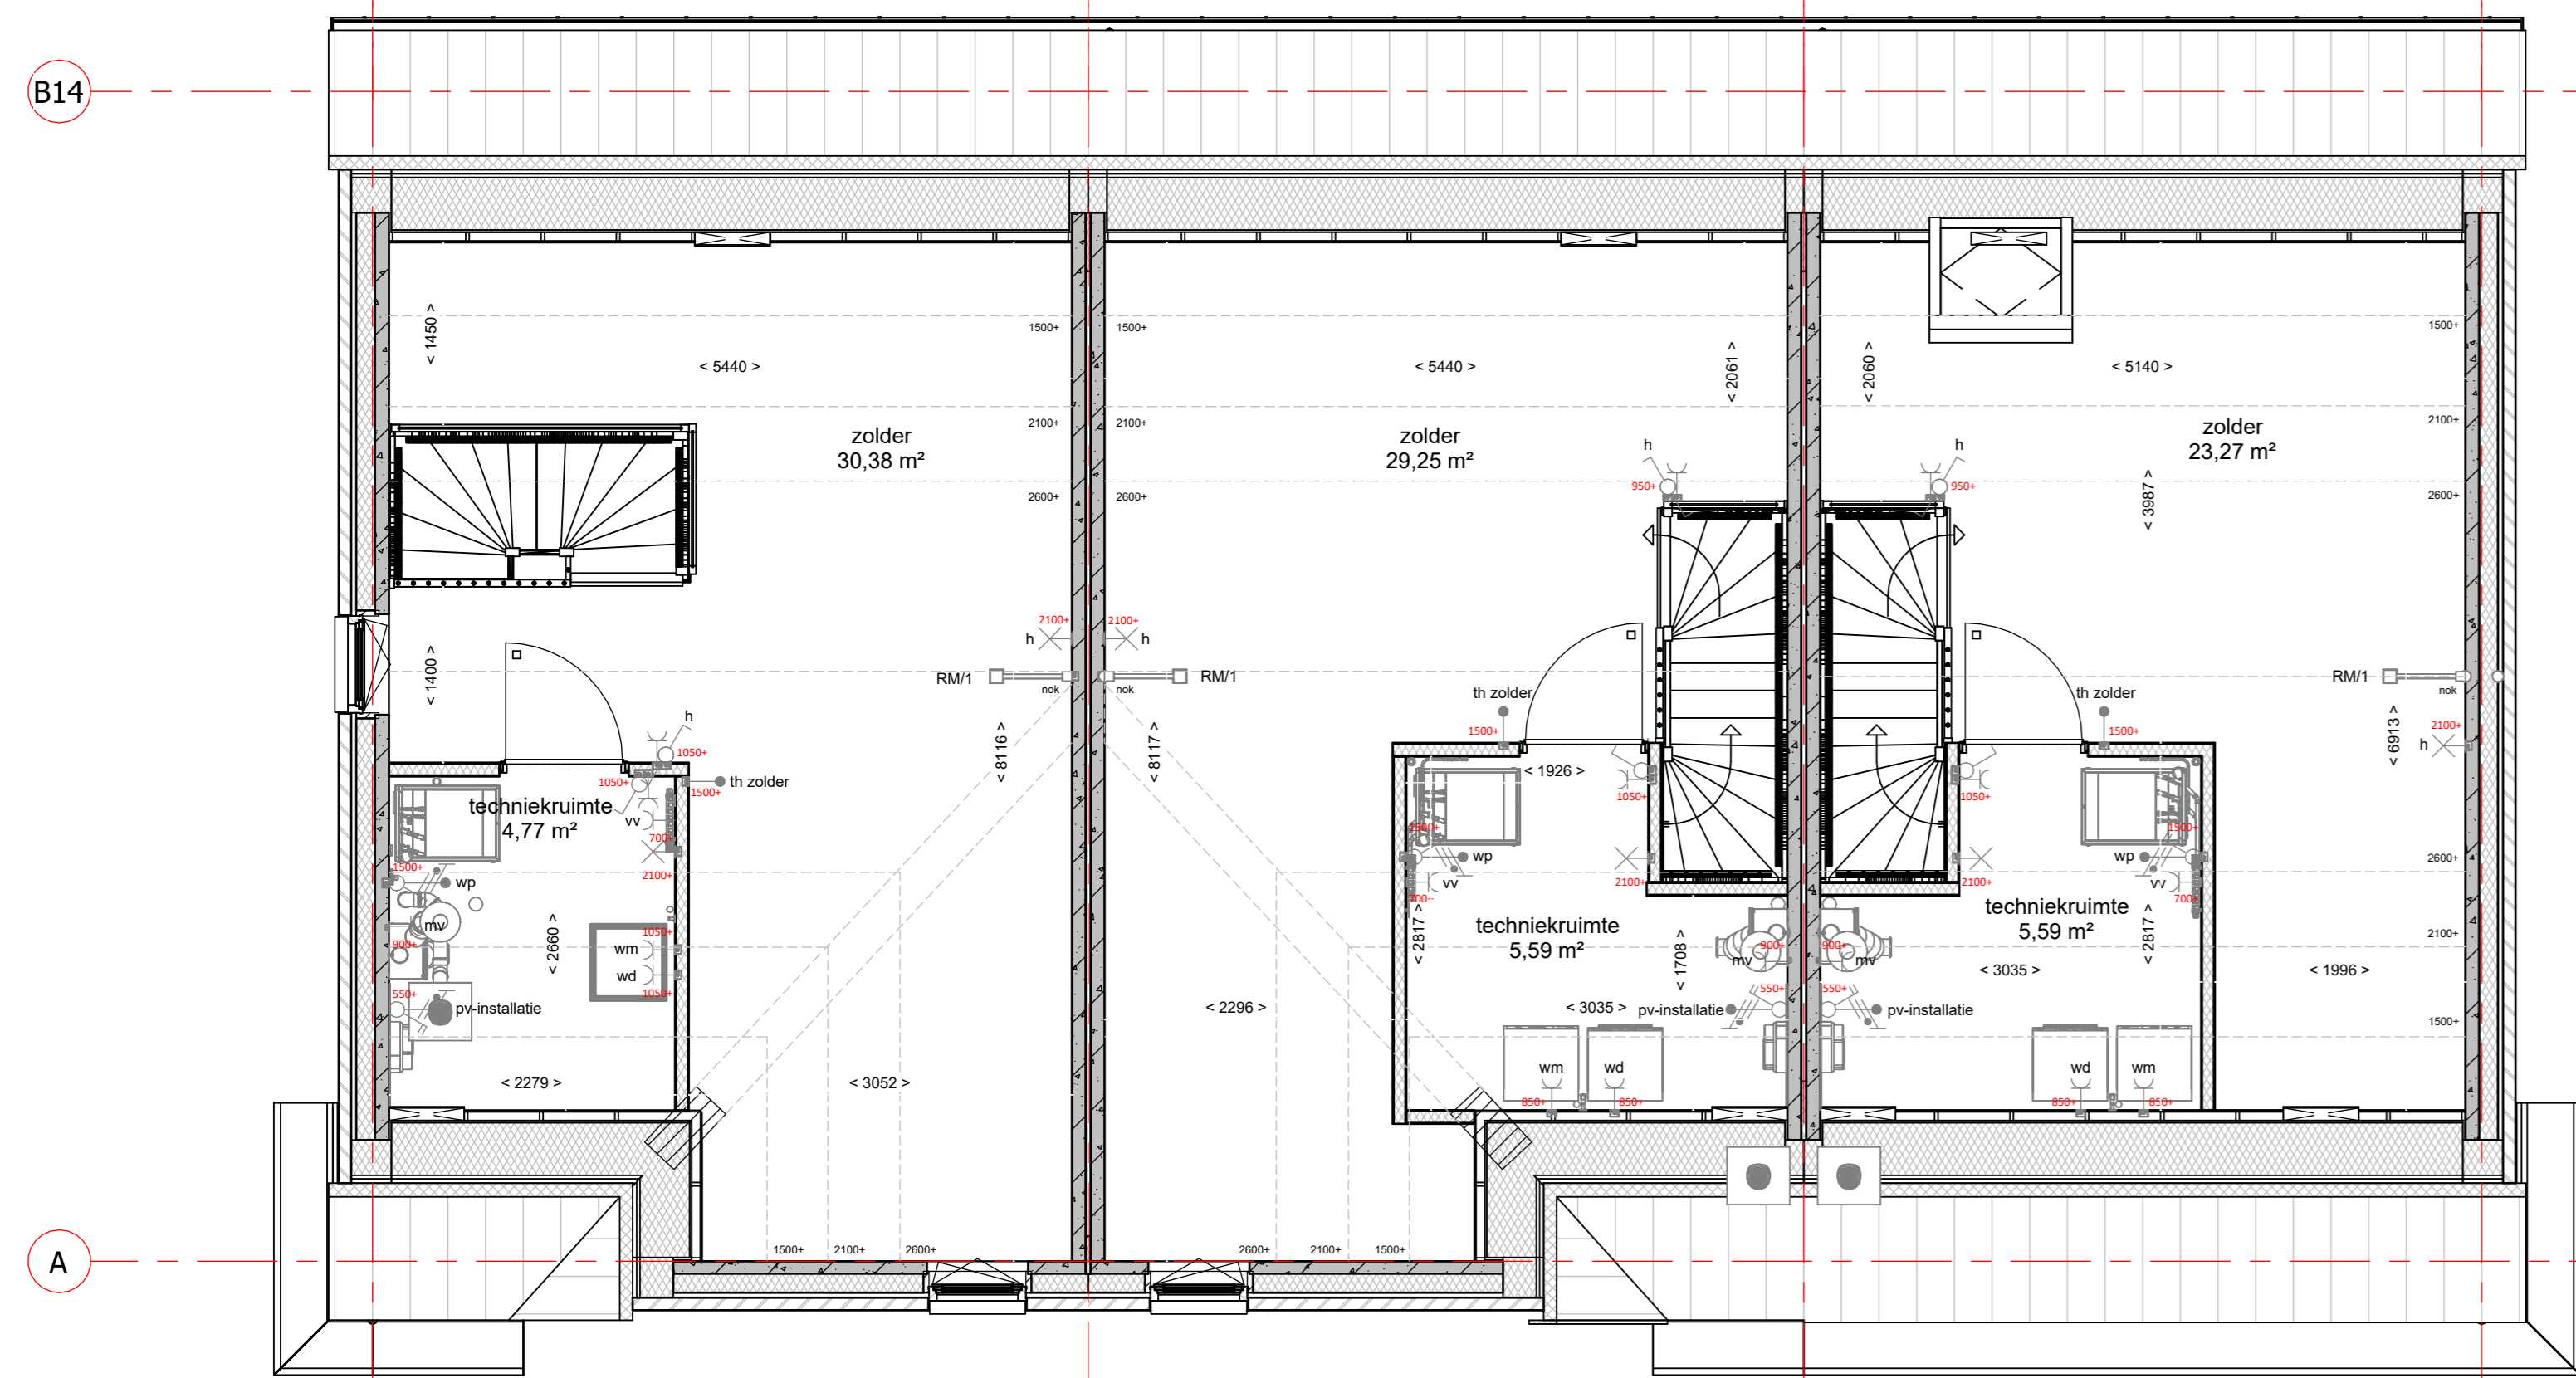 B14
< 1450 >
1500+
1500+
1500+
< 5440 >
< 5440 >
< 2061 >
< 2060 >
< 5140 >
2100+
2100+
2100+
zolder
30,38 m²
zolder
29,25 m²
zolder
23,27 m²
h
h
950+
950+
2600+
2600+
2600+
< 3987 >
2100+
2100+
h
h
< 1400 >
RM/1
nok
nok
RM/1
RM/1
nok
th zolder
th zolder
1500+
1500+
h
1050+
2100+
h
< 8116 >
< 8117 >
< 6913 >
1050+
th zolder
1500+
< 1926 >
1050+
1050+
techniekruimte
4,77 m²
vv
700+
1500+
1500+
1500+
wp
2100+
wp
vv
700+
2100+
2100+
wp
vv
700+
2600+
mv
900+
< 2660 >
1050+
wm
wd
1050+
techniekruimte
5,59 m²
< 2817 >
< 1708 >
900+
mv
900+
mv
techniekruimte
5,59 m²
< 2817 >
2100+
< 3035 >
< 1996 >
550+
pv-installatie
< 2296 >
< 3035 >
550+
pv-installatie
550+
pv-installatie
1500+
< 2279 >
< 3052 >
wm
wd
850+
850+
wd
wm
850+
850+
1500+
2100+
2600+
2600+
2100+
1500+
A